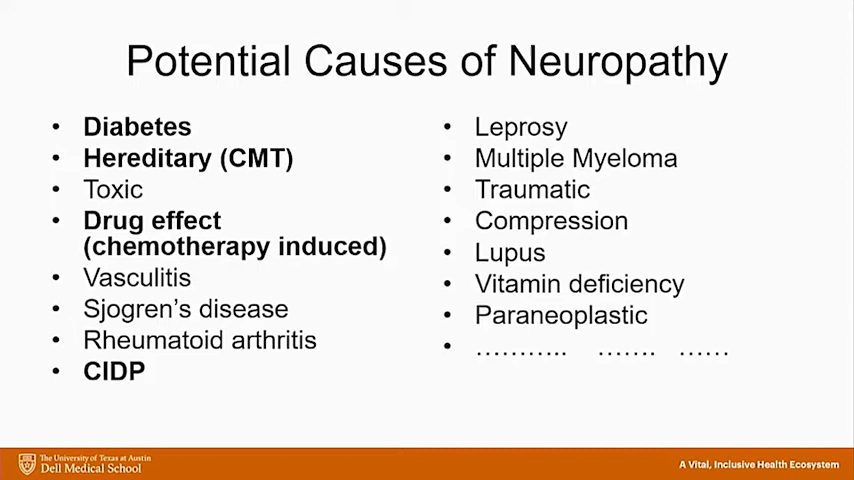 Potential Causes of Neuropathy
• Diabetes
• Hereditary (CMT)
• Toxic
• Drug effect
(chemotherapy induced)
• Vasculitis
• Sjogren’s disease
• Rheumatoid arthritis
• CIDP
• Leprosy
• Multiple Myeloma
• Traumatic
• Compression
• Lupus
• Vitamin deficiency
• Paraneoplastic
• ……….. ……. ……
The University of Texas at Austin
Dell Medical School
A Vital, Inclusive Health Ecosystem